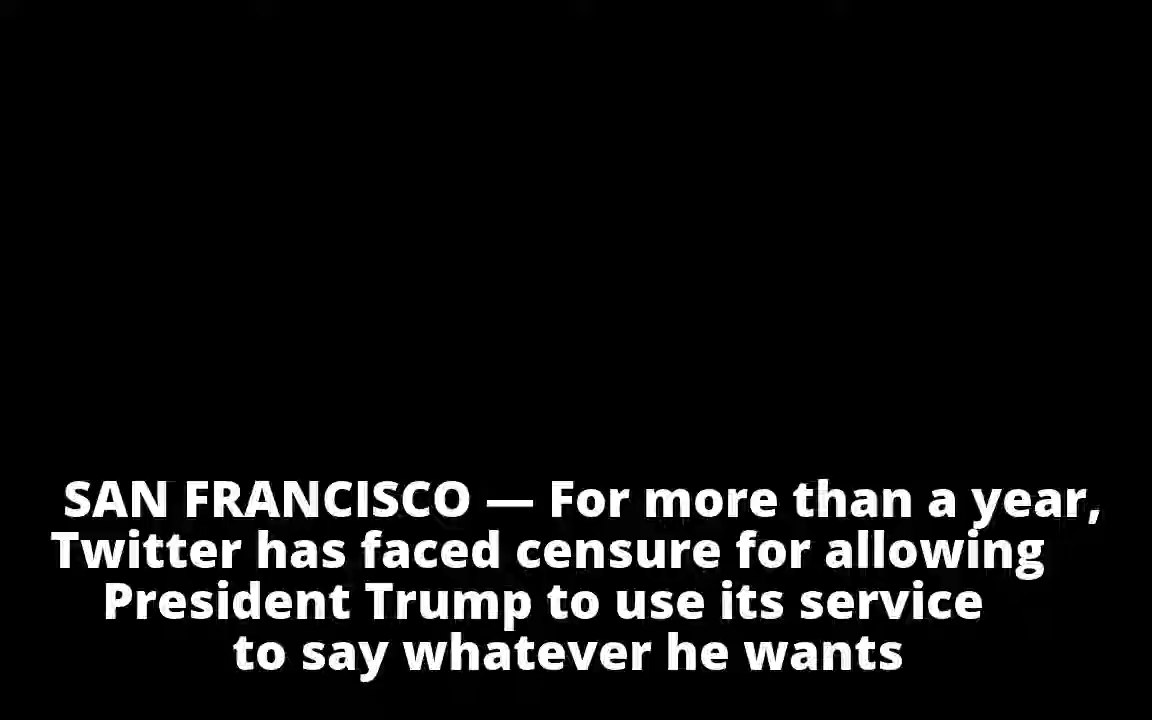 SAN FRANCISCO — For more than a year,
Twitter has faced censure for allowing
President Trump to use its service
to say whatever he wants